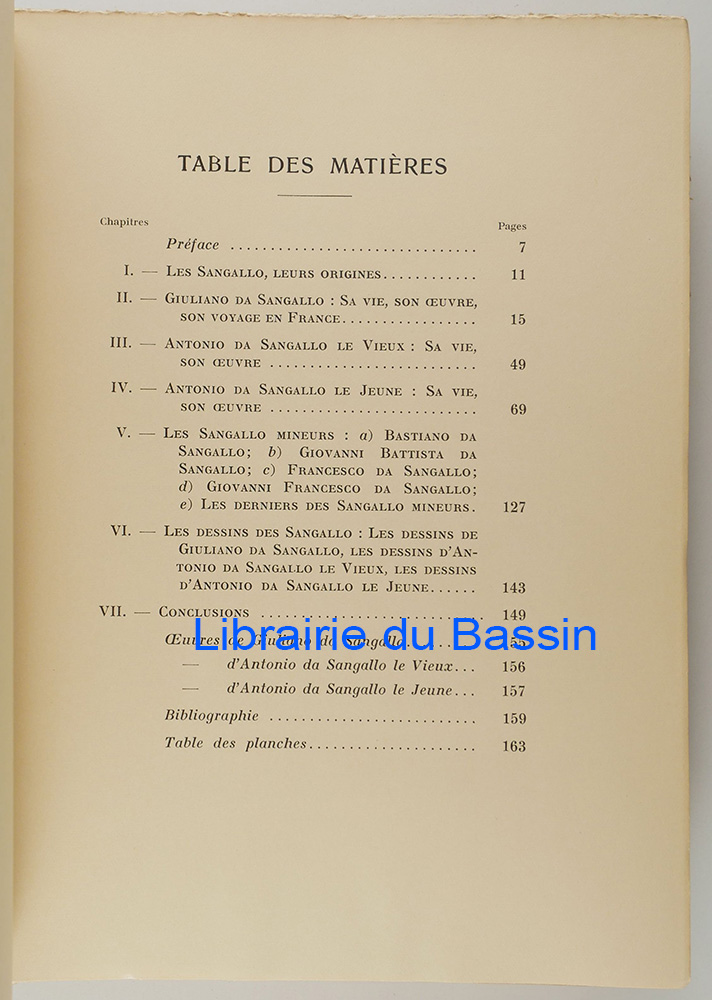 TABLE DES MATIÈRES
Chapitres
Pages
Préface .............................. 7
I. — LES SANGALLO, LEURS ORIGINES............ 11
II. — GIULIANO DA SANGALLO : SA VIE, SON ŒUVRE,
SON VOYAGE EN FRANCE................. 15
III. — ANTONIO DA SANGALLO LE VIEUX : SA VIE,
SON ŒUVRE .......................... 49
IV. — ANTONIO DA SANGALLO LE JEUNE : SA VIE,
SON ŒUVRE .......................... 69
V. — LES SANGALLO MINEURS : a) BASTIANO DA
SANGALLO; b) GIOVANNI BATTISTA DA
SANGALLO; c) FRANCESCO DA SANGALLO;
d) GIOVANNI FRANCESCO DA SANGALLO;
e) LES DERNIERS DES SANGALLO MINEURS. 127
VI. — LES DESSINS DES SANGALLO : LES DESSINS DE
GIULIANO DA SANGALLO, LES DESSINS D'AN-
TONIO DA SANGALLO LE VIEUX, LES DESSINS
D'ANTONIO DA SANGALLO LE JEUNE...... 143
VII. — CONCLUSIONS ............................ 149
Librairie du Bassin
Œuvres de Giuliano da Sangallo......... 155
— d'Antonio da Sangallo le Vieux... 156
— d'Antonio da Sangallo le Jeune... 157
Bibliographie .......................... 159
Table des planches..................... 163